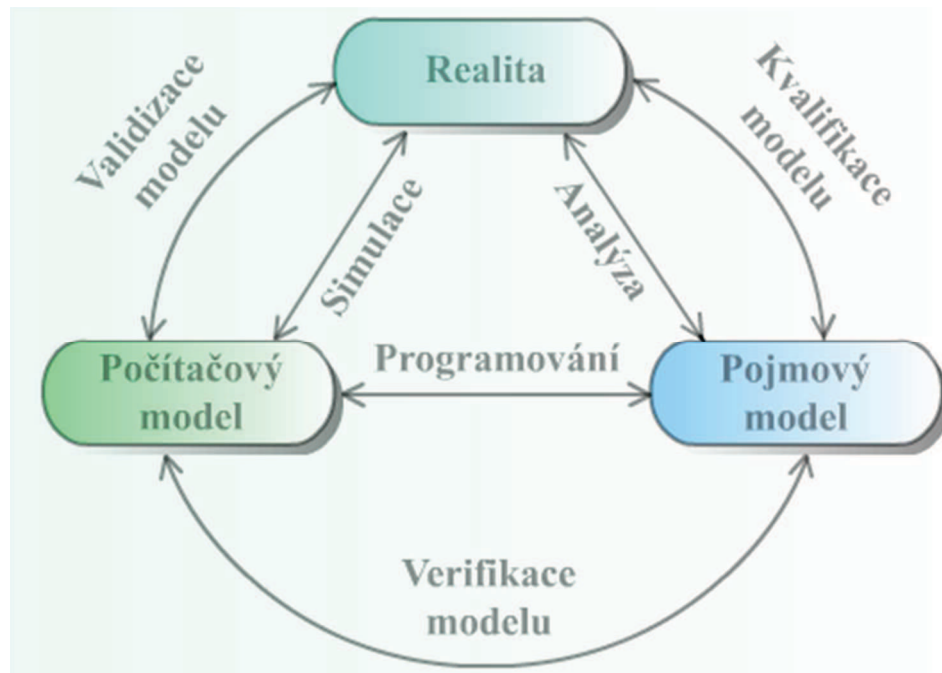 Realita
Validizace
modelu
Kvalifikace
modelu
Simulace
Analýza
Počítačový
model
Programování
Pojmový
model
Verifikace
modelu